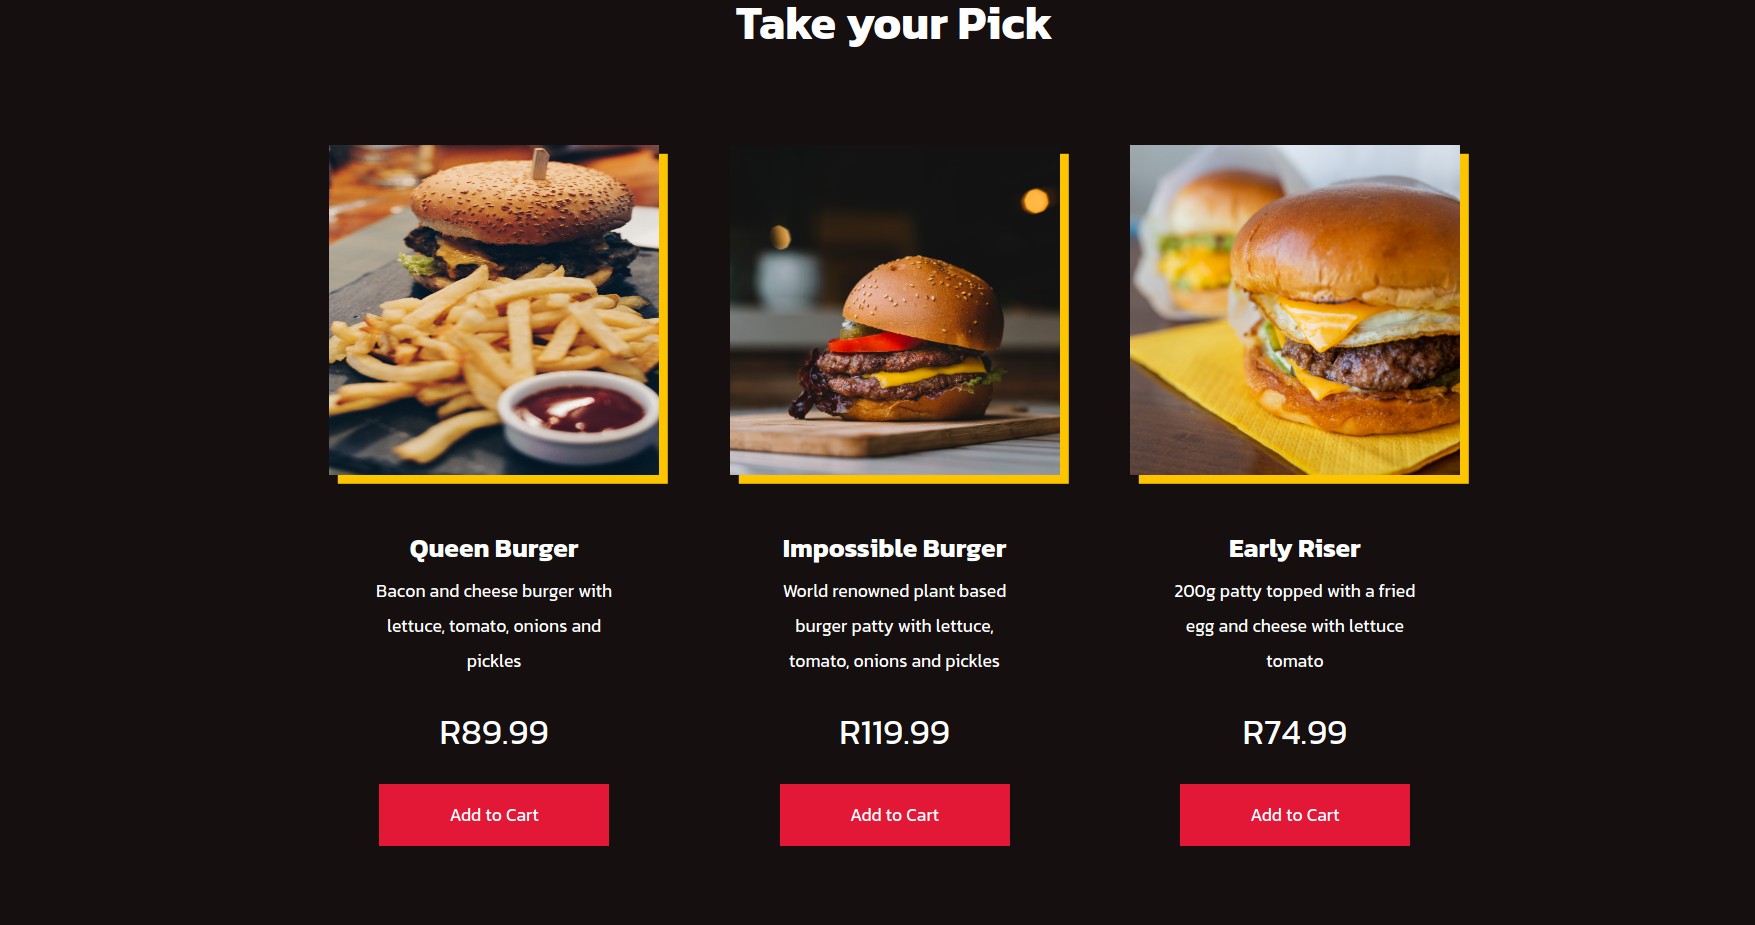 Take your Pick
Queen Burger
Bacon and cheese burger with
lettuce, tomato, onions and
pickles
R89.99
Add to Cart
Impossible Burger
World renowned plant based
burger patty with lettuce,
tomato, onions and pickles
R119.99
Add to Cart
Early Riser
200g patty topped with a fried
egg and cheese with lettuce
tomato
R74.99
Add to Cart